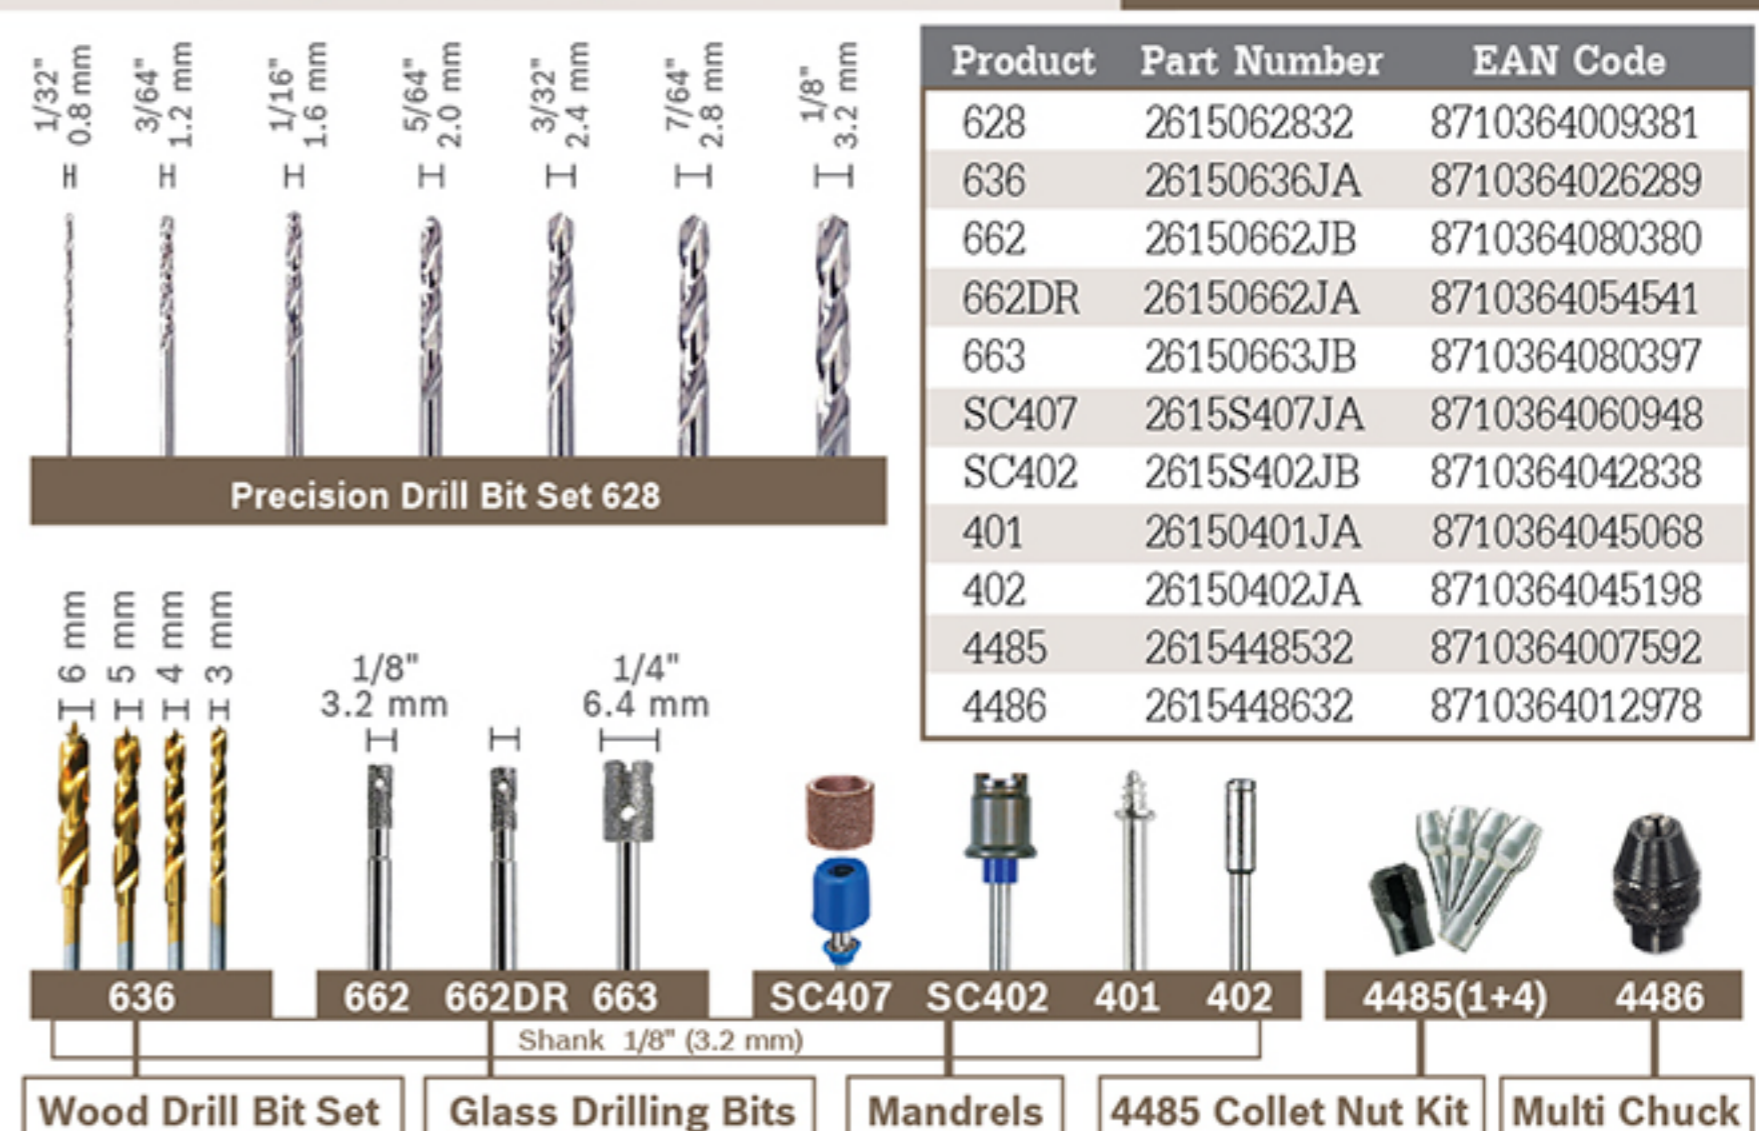 1/32"
0.8 mm
3/64"
1.2 mm
1/16"
1.6 mm
5/64"
2.0 mm
3/32"
2.4 mm
7/64"
2.8 mm
1/8"
3.2 mm
Precision Drill Bit Set 628
Product Part Number EAN Code
628 2615062832 8710364009381
636 26150636JA 8710364026289
662 26150662JB 8710364080380
662DR 26150662JA 8710364054541
663 26150663JB 8710364080397
SC407 2615S407JA 8710364060948
SC402 2615S402JB 8710364042838
401 26150401JA 8710364045068
402 26150402JA 8710364045198
4485 2615448532 8710364007592
4486 2615448632 8710364012978
6 mm
5 mm
4 mm
3 mm
1/8"
3.2 mm
1/4"
6.4 mm
636 662 662DR 663 SC407 SC402 401 402 4485(1+4) 4486
Shank 1/8" (3.2 mm)
Wood Drill Bit Set Glass Drilling Bits Mandrels 4485 Collet Nut Kit Multi Chuck